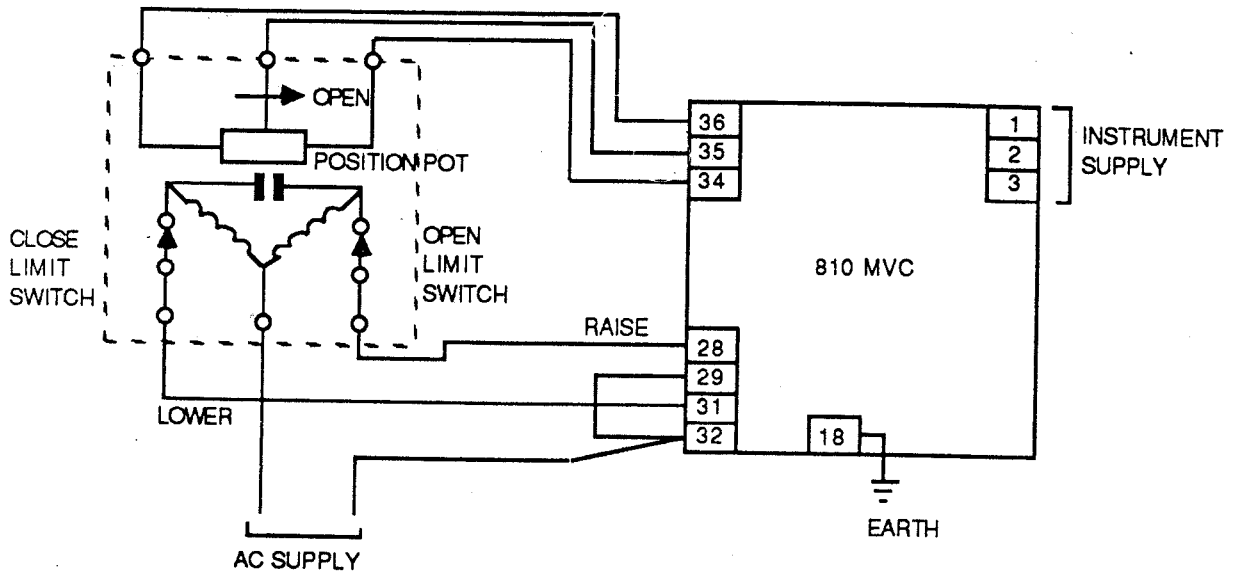 OPEN
POSITION POT
CLOSE
LIMIT
SWITCH
OPEN
LIMIT
SWITCH
RAISE
LOWER
AC SUPPLY
36
35
34
28
29
31
32
810 MVC
18
EARTH
1
2
3
INSTRUMENT
SUPPLY